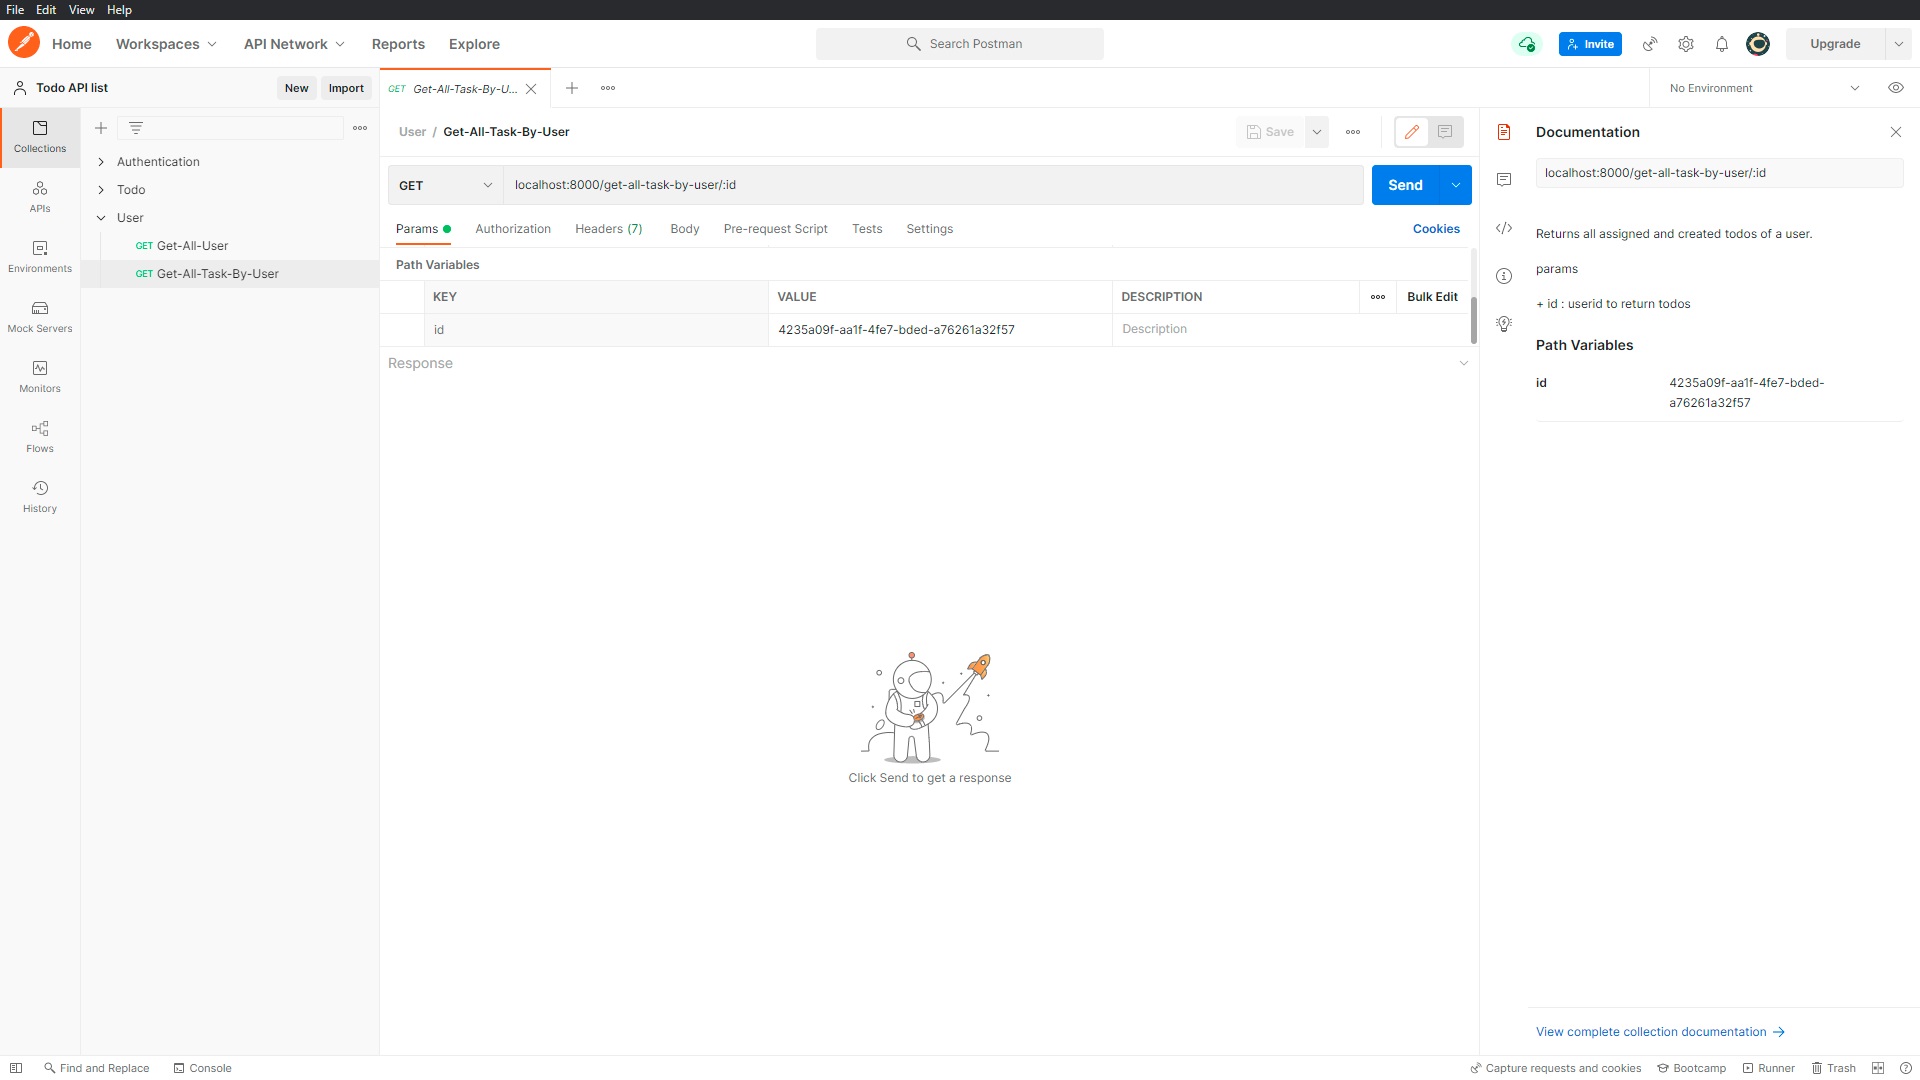 File Edit View Help
Home Workspaces API Network Reports Explore Search Postman Invite Upgrade
Todo API list New Import GET Get-All-Task-By-U... No Environment
Collections
APIs
Environments
Mock Servers
Monitors
Flows
History
Authentication
Todo
User
GET Get-All-User
GET Get-All-Task-By-User
User / Get-All-Task-By-User Save
GET localhost:8000/get-all-task-by-user/:id Send
Params Authorization Headers (7) Body Pre-request Script Tests Settings Cookies
Path Variables
KEY VALUE DESCRIPTION Bulk Edit
id 4235a09f-aa1f-4fe7-bded-a76261a32f57 Description
Response
Click Send to get a response
Documentation
localhost:8000/get-all-task-by-user/:id
Returns all assigned and created todos of a user.
params
+ id : userid to return todos
Path Variables
id 4235a09f-aa1f-4fe7-bded-
a76261a32f57
View complete collection documentation →
Find and Replace Console Capture requests and cookies Bootcamp Runner Trash